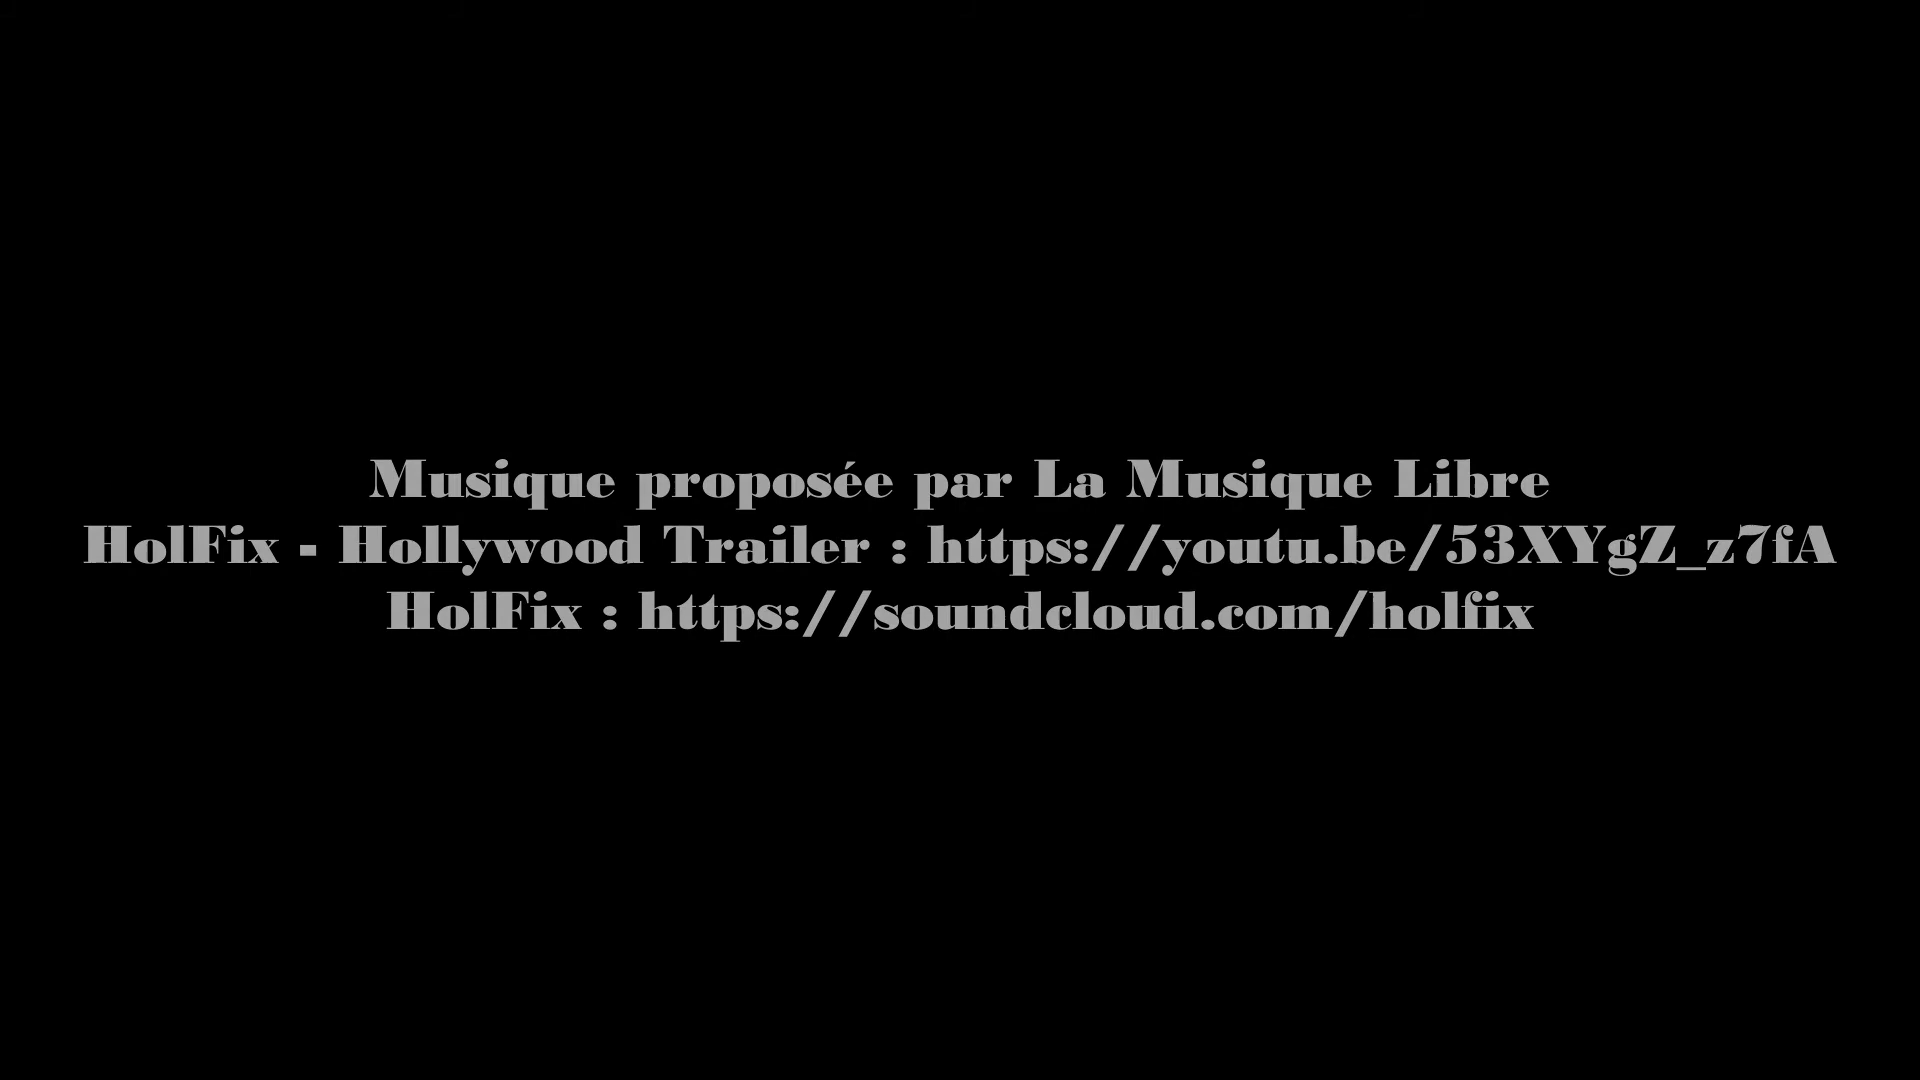 Musique proposée par La Musique Libre
HolFix - Hollywood Trailer : https://youtu.be/53XYgZ_z7fA
HolFix : https://soundcloud.com/holfix